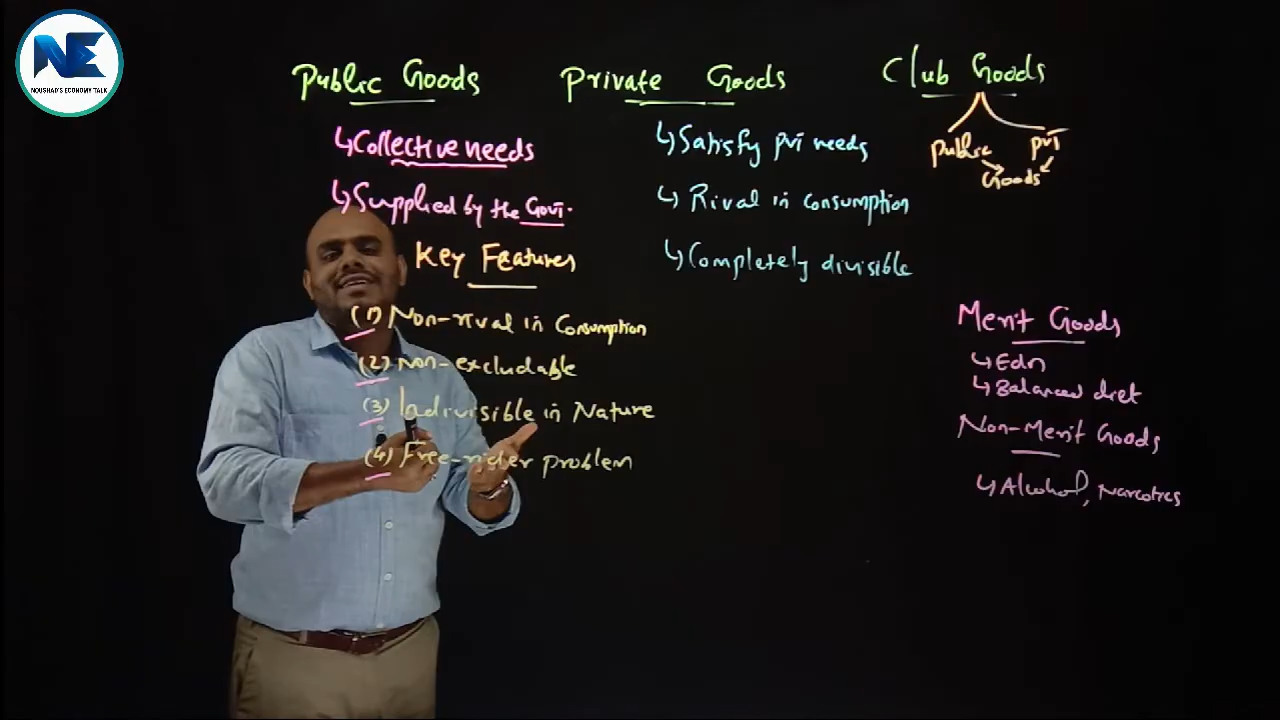 NE
NOUSHAD'S ECONOMY TALK
Public Goods
↳ Collective needs
↳ Supplied by the Govt.
Key Features
(1) Non-rival in Consumption
(2) Non-excludable
(3) Indivisible in Nature
(4) Free-rider problem
Private Goods
↳ Satisfy pvt needs
↳ Rival in consumption
↳ Completely divisible
Club Goods
Public pvt
Goods
Merit Goods
↳ Edn
↳ Balanced diet
Non-Merit Goods
↳ Alcohol, Narcotics